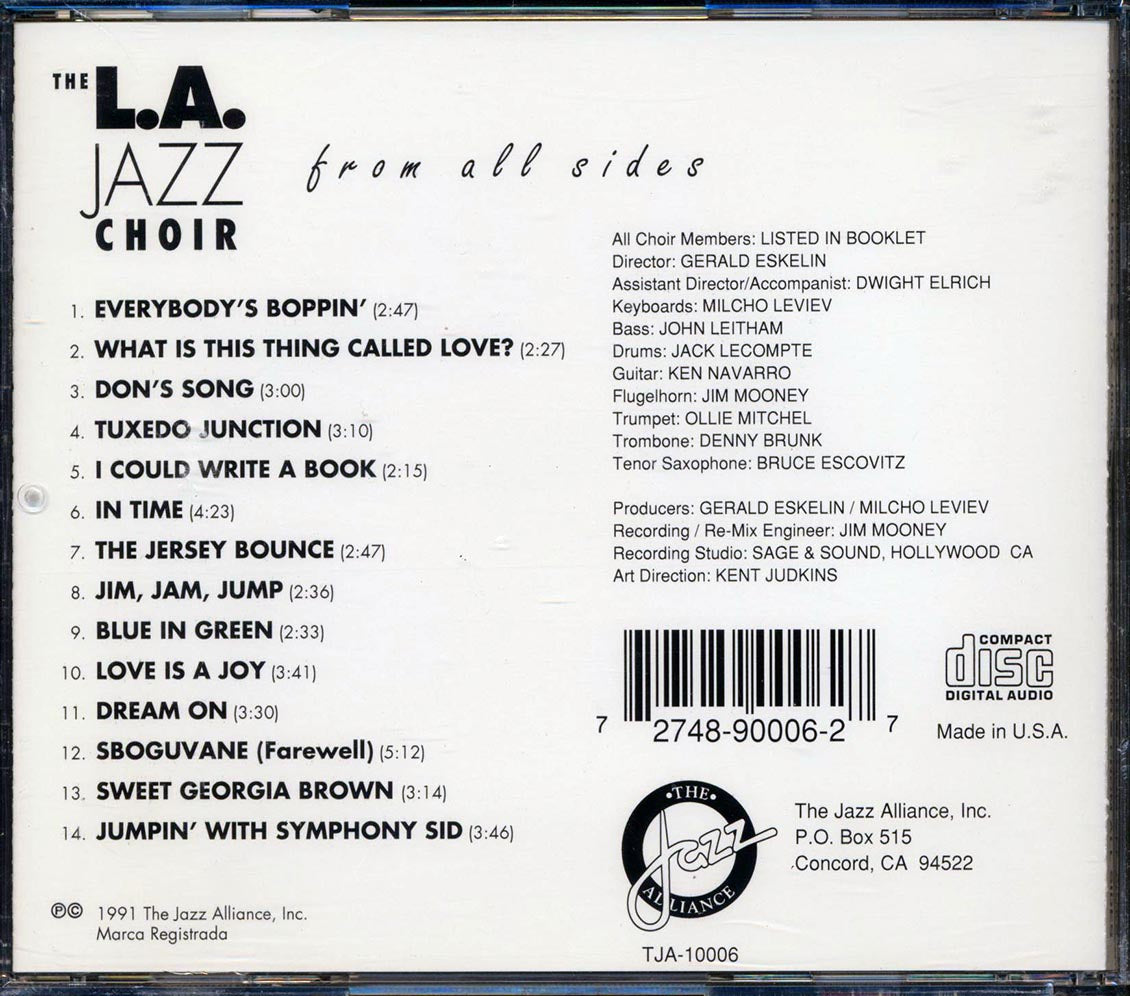 THE L.A.
JAZZ
CHOIR
from all sides
1. EVERYBODY'S BOPPIN' (2:47)
2. WHAT IS THIS THING CALLED LOVE? (2:27)
3. DON'S SONG (3:00)
4. TUXEDO JUNCTION (3:10)
5. I COULD WRITE A BOOK (2:15)
6. IN TIME (4:23)
7. THE JERSEY BOUNCE (2:47)
8. JIM, JAM, JUMP (2:36)
9. BLUE IN GREEN (2:33)
10. LOVE IS A JOY (3:41)
11. DREAM ON (3:30)
12. SBOGUVANE (Farewell) (5:12)
13. SWEET GEORGIA BROWN (3:14)
14. JUMPIN' WITH SYMPHONY SID (3:46)
℗© 1991 The Jazz Alliance, Inc.
Marca Registrada
All Choir Members: LISTED IN BOOKLET
Director: GERALD ESKELIN
Assistant Director/Accompanist: DWIGHT ELRICH
Keyboards: MILCHO LEVIEV
Bass: JOHN LEITHAM
Drums: JACK LECOMPTE
Guitar: KEN NAVARRO
Flugelhorn: JIM MOONEY
Trumpet: OLLIE MITCHEL
Trombone: DENNY BRUNK
Tenor Saxophone: BRUCE ESCOVITZ
Producers: GERALD ESKELIN / MILCHO LEVIEV
Recording / Re-Mix Engineer: JIM MOONEY
Recording Studio: SAGE & SOUND, HOLLYWOOD CA
Art Direction: KENT JUDKINS
7 2748-90006-2 7
COMPACT
disc
DIGITAL AUDIO
Made in U.S.A.
•THE•
Jazz
ALLIANCE
TJA-10006
The Jazz Alliance, Inc.
P.O. Box 515
Concord, CA 94522